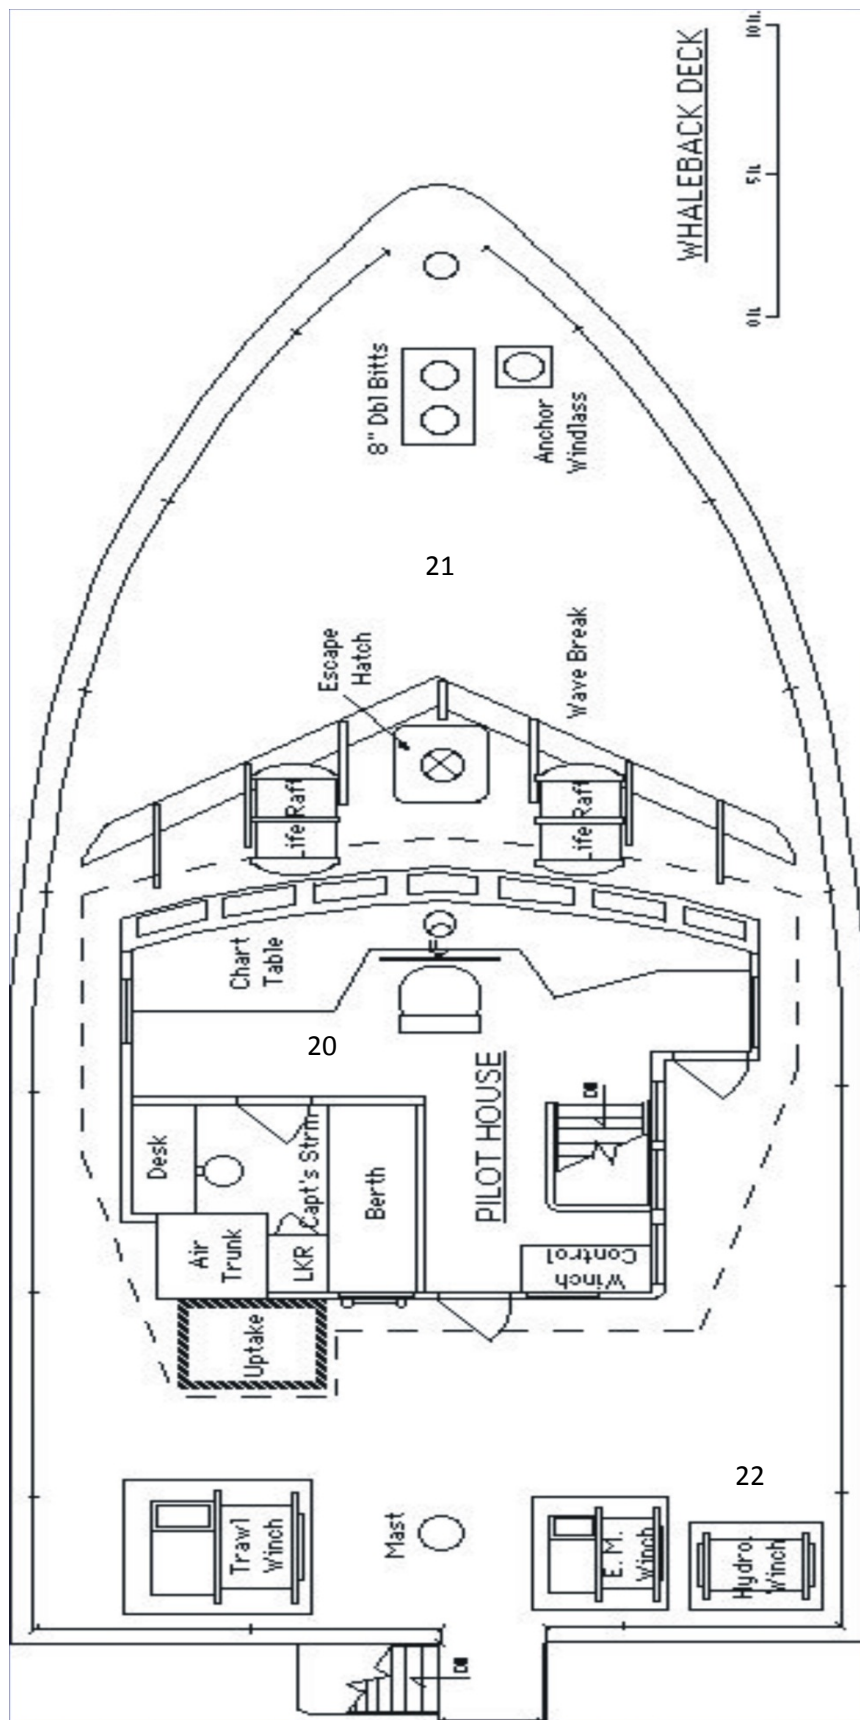 WHALEBACK DECK
0 ft.
5 ft.
10 ft.
8" Dbl Bitts
Anchor
Windlass
21
Escape
Hatch
Wave Break
Life Raft
Life Raft
Chart
Table
20
PILOT HOUSE
DN
Desk
Capt's Strm
Berth
Air
Trunk
LKR
Winch
Control
Uptake
22
Trawl
Winch
Mast
E. M.
Winch
Hydro.
Winch
DN